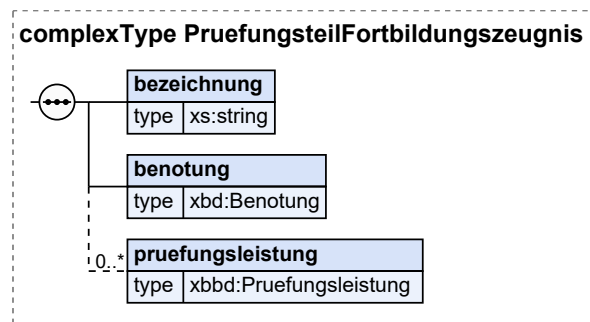 complexType PruefungsteilFortbildungszeugnis
bezeichnung
type xs:string
benotung
type xbd:Benotung
0..* pruefungsleistung
type xbbd:Pruefungsleistung